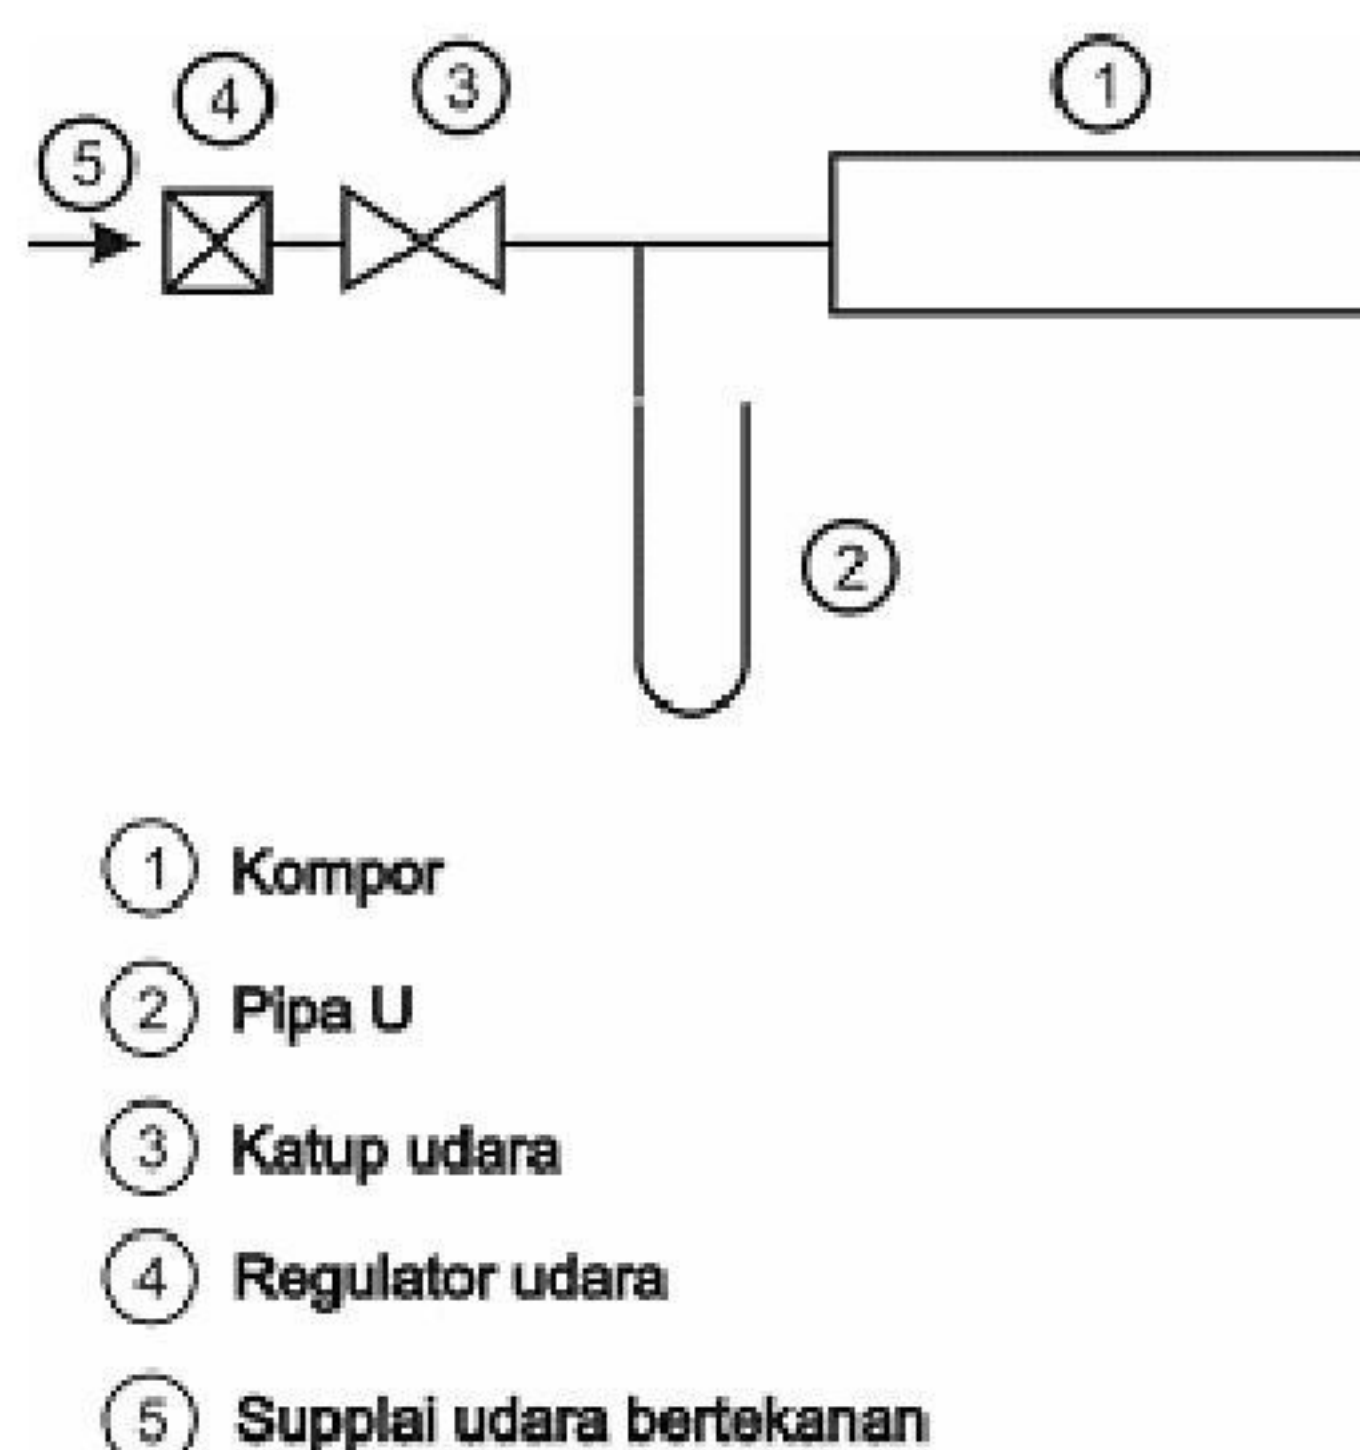 4
3
1
5
2
1 Kompor
2 Pipa U
3 Katup udara
4 Regulator udara
5 Supplai udara bertekanan